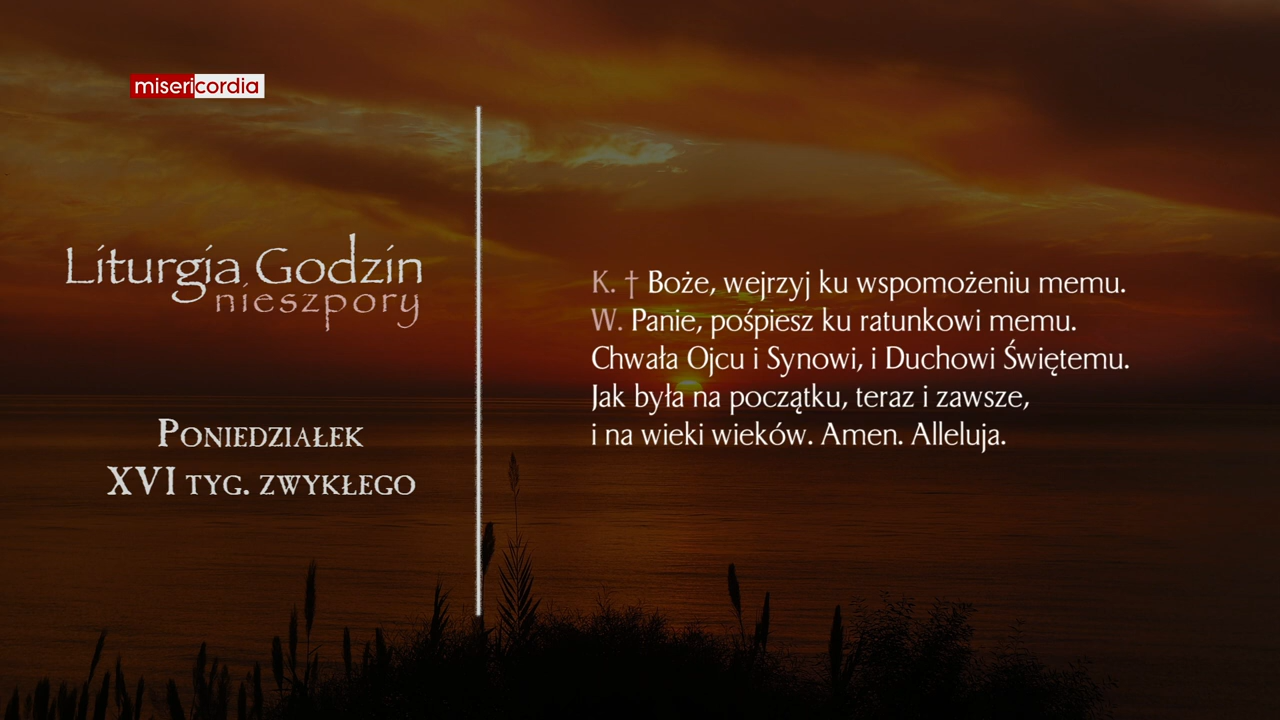 misericordia
Liturgia Godzin
nieszpory
Poniedziałek
XVI tyg. zwykłego
K. † Boże, wejrzyj ku wspomożeniu memu.
W. Panie, pośpiesz ku ratunkowi memu.
Chwała Ojcu i Synowi, i Duchowi Świętemu.
Jak była na początku, teraz i zawsze,
i na wieki wieków. Amen. Alleluja.